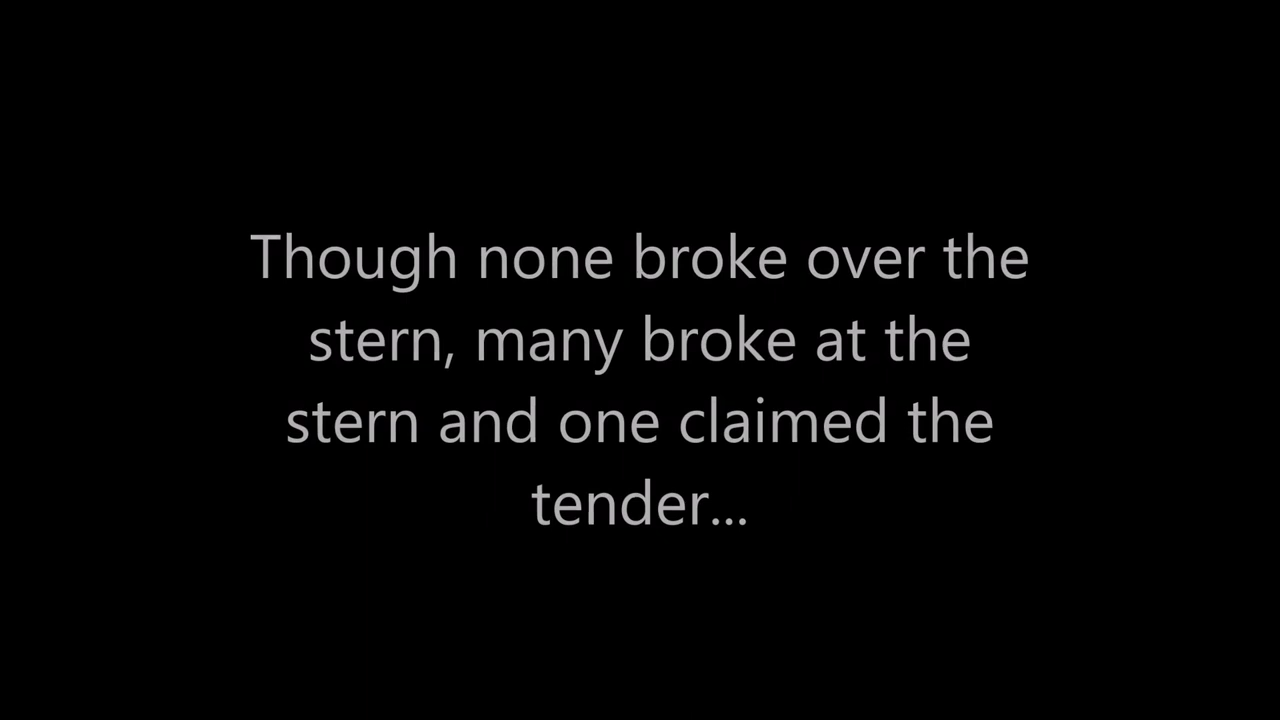 Though none broke over the
stern, many broke at the
stern and one claimed the
tender...